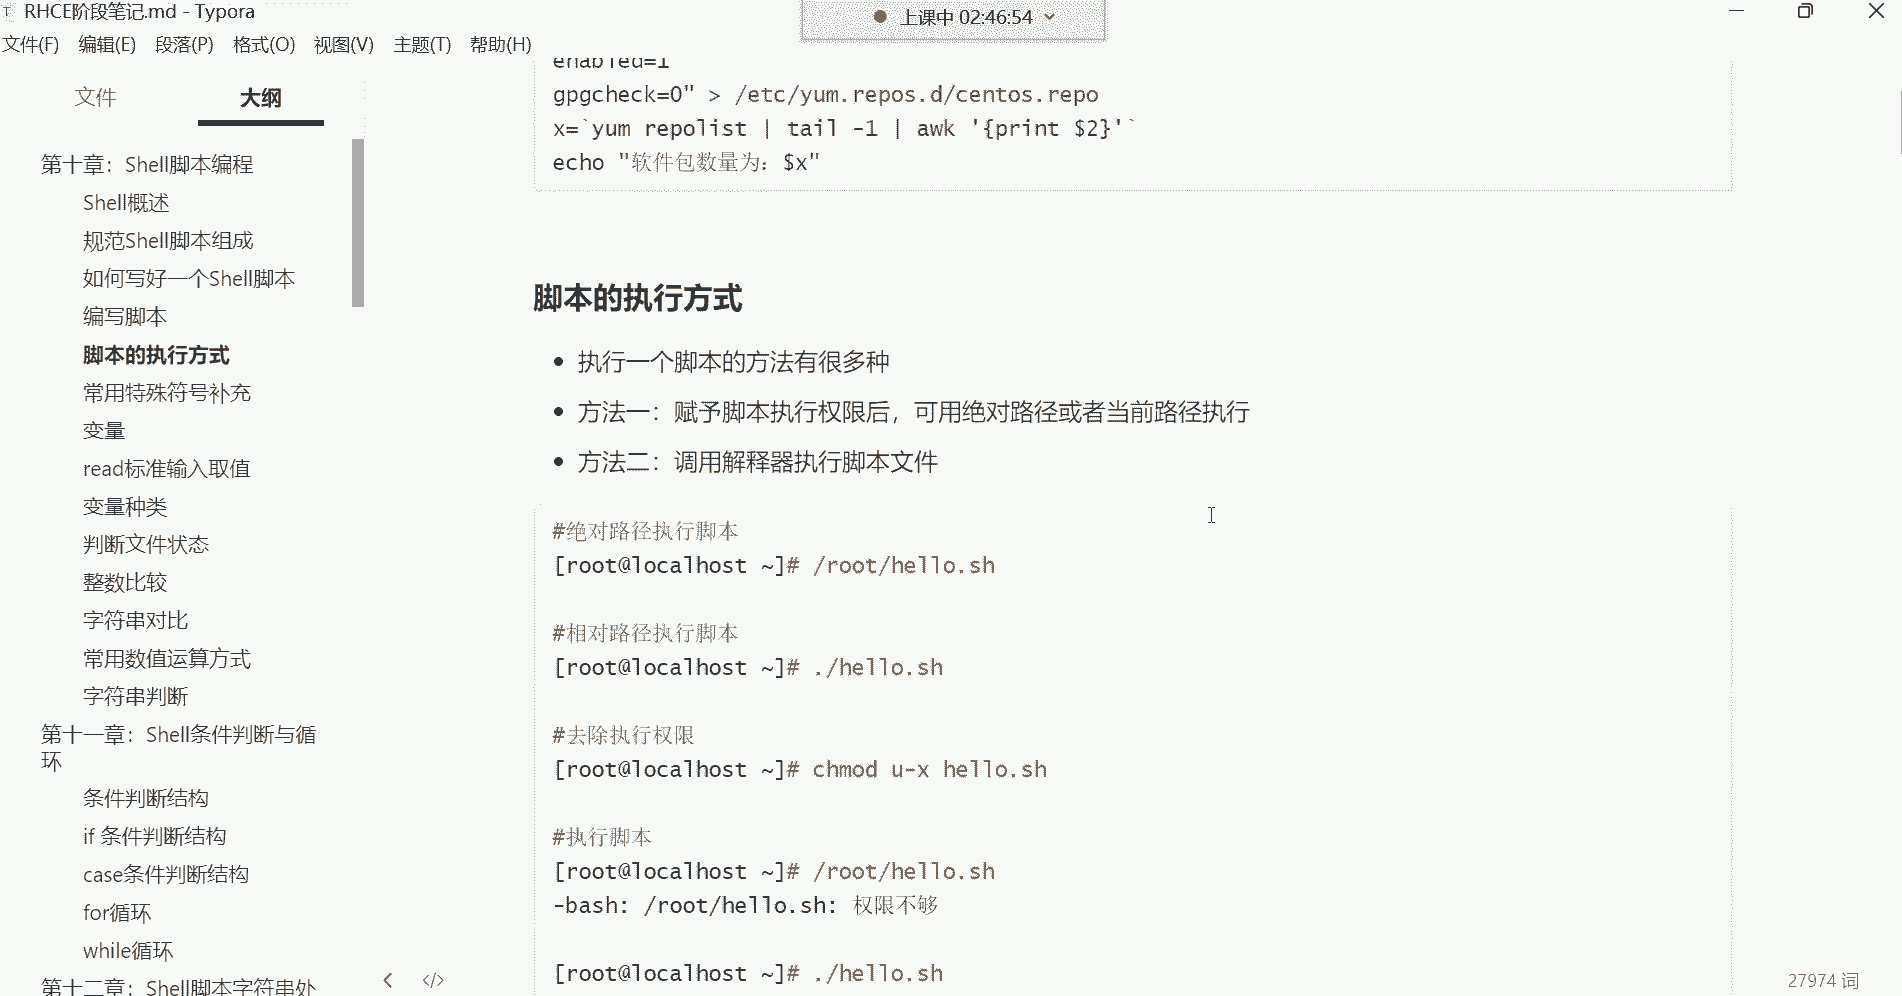 RHCE阶段笔记.md - Typora
上课中 02:46:54
文件(F) 编辑(E) 段落(P) 格式(O) 视图(V) 主题(T) 帮助(H)
文件 大纲
第十章：Shell脚本编程
Shell概述
规范Shell脚本组成
如何写好一个Shell脚本
编写脚本
脚本的执行方式
常用特殊符号补充
变量
read标准输入取值
变量种类
判断文件状态
整数比较
字符串对比
常用数值运算方式
字符串判断
第十一章：Shell条件判断与循
环
条件判断结构
if 条件判断结构
case条件判断结构
for循环
while循环
第十二章：Shell脚本字符串处
enabled=1
gpgcheck=0" > /etc/yum.repos.d/centos.repo
x=`yum repolist | tail -1 | awk '{print $2}'`
echo "软件包数量为：$x"
脚本的执行方式
• 执行一个脚本的方法有很多种
• 方法一：赋予脚本执行权限后，可用绝对路径或者当前路径执行
• 方法二：调用解释器执行脚本文件
#绝对路径执行脚本
[root@localhost ~]# /root/hello.sh
#相对路径执行脚本
[root@localhost ~]# ./hello.sh
#去除执行权限
[root@localhost ~]# chmod u-x hello.sh
#执行脚本
[root@localhost ~]# /root/hello.sh
-bash: /root/hello.sh: 权限不够
[root@localhost ~]# ./hello.sh
27974 词